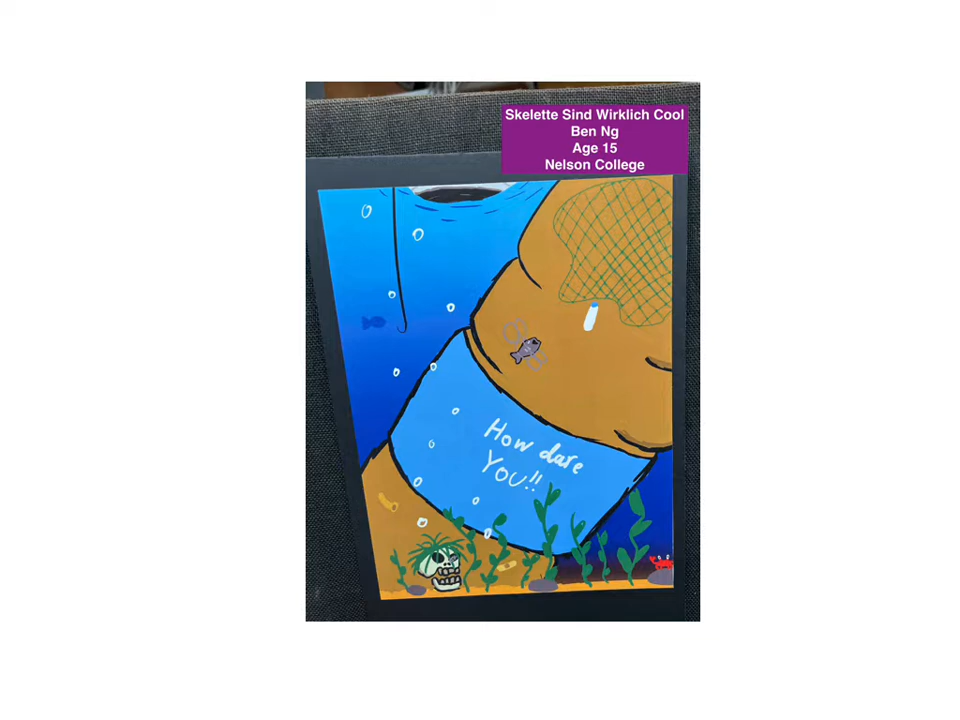 Skelette Sind Wirklich Cool
Ben Ng
Age 15
Nelson College
How dare
You!!